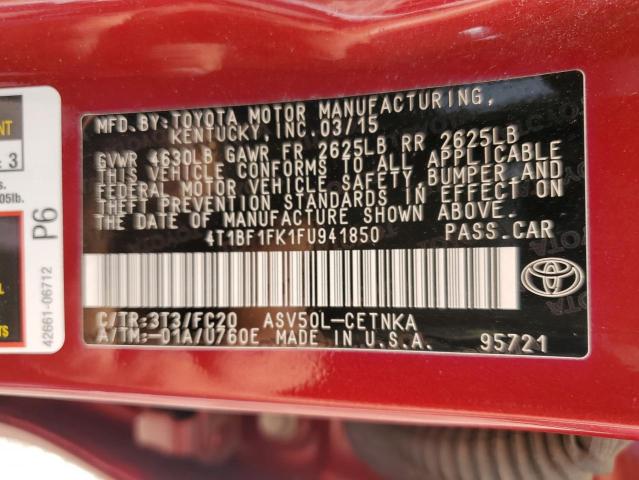 MFD.BY:TOYOTA MOTOR MANUFACTURING,
KENTUCKY,INC.03/15
GVWR 4630LB GAWR FR 2625LB RR 2625LB
THIS VEHICLE CONFORMS TO ALL APPLICABLE
FEDERAL MOTOR VEHICLE SAFETY, BUMPER AND
THEFT PREVENTION STANDARDS IN EFFECT ON
THE DATE OF MANUFACTURE SHOWN ABOVE.
4T1BF1FK1FU941850 PASS.CAR
TOYOTA
C/TR:3T3/FC20 ASV50L-CETNKA
A/TM:-01A/U760E MADE IN U.S.A. 95721
P6
42661-06712
3
05lb.